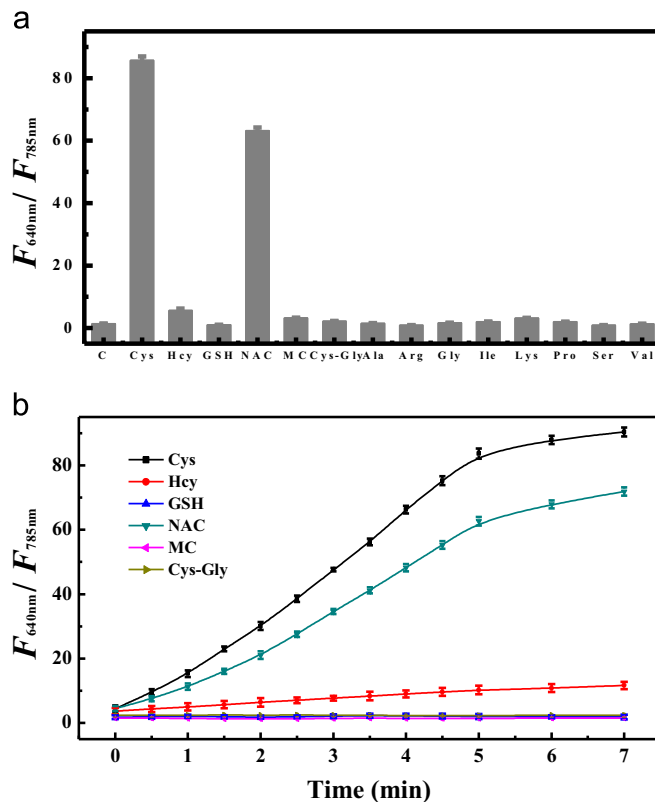 a
F640nm/ F785nm
80
60
40
20
0
C Cys Hcy GSH NAC MC Cys-Gly Ala Arg Gly Ile Lys Pro Ser Val
b
F640nm/ F785nm
80
60
40
20
0
Cys
Hcy
GSH
NAC
MC
Cys-Gly
0 1 2 3 4 5 6 7
Time (min)